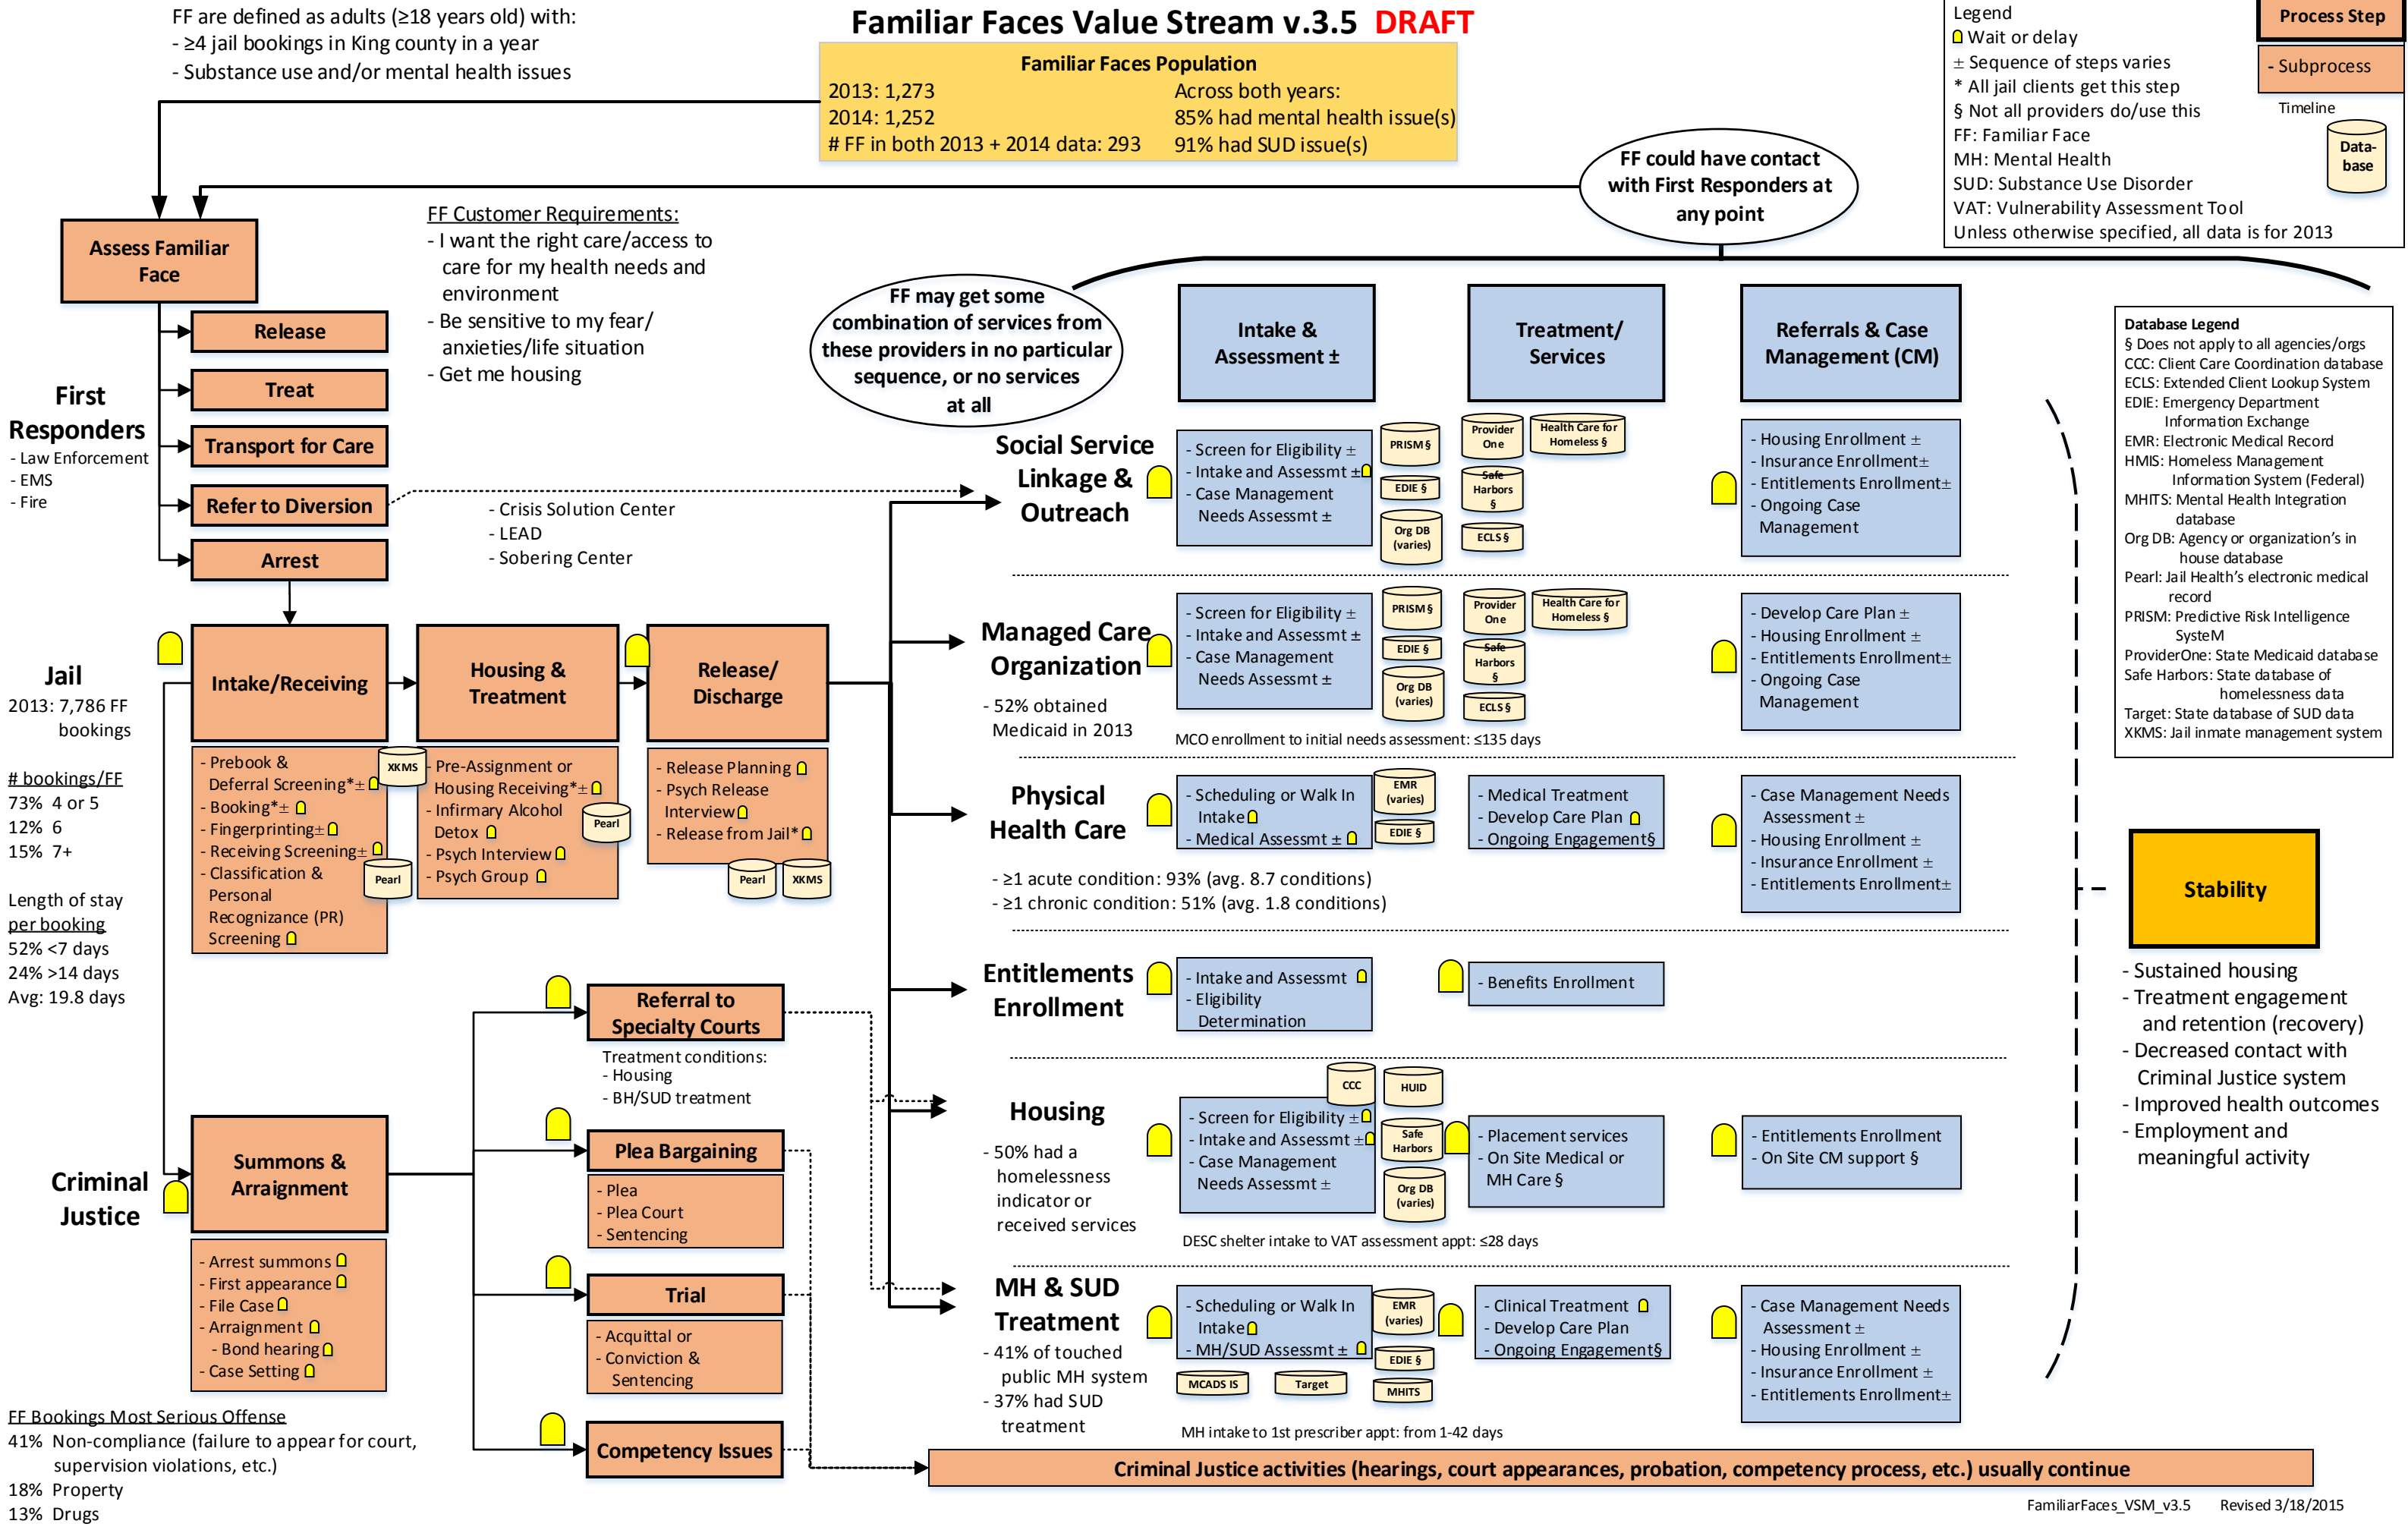 FF are defined as adults (≥18 years old) with:
- ≥4 jail bookings in King county in a year
- Substance use and/or mental health issues
Familiar Faces Value Stream v.3.5 DRAFT
Familiar Faces Population
2013: 1,273
2014: 1,252
# FF in both 2013 + 2014 data: 293
Across both years:
85% had mental health issue(s)
91% had SUD issue(s)
Legend
Wait or delay
± Sequence of steps varies
* All jail clients get this step
§ Not all providers do/use this
FF: Familiar Face
MH: Mental Health
SUD: Substance Use Disorder
VAT: Vulnerability Assessment Tool
Unless otherwise specified, all data is for 2013
Process Step
- Subprocess
Timeline
Data-
base
FF could have contact
with First Responders at
any point
Assess Familiar
Face
FF Customer Requirements:
- I want the right care/access to
care for my health needs and
environment
- Be sensitive to my fear/
anxieties/life situation
- Get me housing
FF may get some
combination of services from
these providers in no particular
sequence, or no services
at all
First
Responders
- Law Enforcement
- EMS
- Fire
Release
Treat
Transport for Care
Refer to Diversion
Arrest
- Crisis Solution Center
- LEAD
- Sobering Center
Intake &
Assessment ±
Treatment/
Services
Referrals & Case
Management (CM)
Database Legend
§ Does not apply to all agencies/orgs
CCC: Client Care Coordination database
ECLS: Extended Client Lookup System
EDIE: Emergency Department
Information Exchange
EMR: Electronic Medical Record
HMIS: Homeless Management
Information System (Federal)
MHITS: Mental Health Integration
database
Org DB: Agency or organization's in
house database
Pearl: Jail Health's electronic medical
record
PRISM: Predictive Risk Intelligence
SysteM
ProviderOne: State Medicaid database
Safe Harbors: State database of
homelessness data
Target: State database of SUD data
XKMS: Jail inmate management system
Social Service
Linkage &
Outreach
- Screen for Eligibility ±
- Intake and Assessmt ±
- Case Management
Needs Assessmt ±
PRISM §
EDIE §
Org DB
(varies)
Provider
One
Health Care for
Homeless §
Safe
Harbors
§
ECLS §
- Housing Enrollment ±
- Insurance Enrollment±
- Entitlements Enrollment±
- Ongoing Case
Management
Managed Care
Organization
- 52% obtained
Medicaid in 2013
- Screen for Eligibility ±
- Intake and Assessmt ±
- Case Management
Needs Assessmt ±
PRISM §
EDIE §
Org DB
(varies)
Provider
One
Health Care for
Homeless §
Safe
Harbors
§
ECLS §
- Develop Care Plan ±
- Housing Enrollment ±
- Entitlements Enrollment±
- Ongoing Case
Management
MCO enrollment to initial needs assessment: ≤135 days
Jail
2013: 7,786 FF
bookings
# bookings/FF
73% 4 or 5
12% 6
15% 7+
Length of stay
per booking
52% <7 days
24% >14 days
Avg: 19.8 days
Intake/Receiving
- Prebook &
Deferral Screening*±
- Booking*±
- Fingerprinting±
- Receiving Screening±
- Classification &
Personal
Recognizance (PR)
Screening
XKMS
Pearl
Housing &
Treatment
- Pre-Assignment or
Housing Receiving*±
- Infirmary Alcohol
Detox
- Psych Interview
- Psych Group
Pearl
Release/
Discharge
- Release Planning
- Psych Release
Interview
- Release from Jail*
Pearl
XKMS
Physical
Health Care
- Scheduling or Walk In
Intake
- Medical Assessmt ±
EMR
(varies)
EDIE §
- Medical Treatment
- Develop Care Plan
- Ongoing Engagement§
- Case Management Needs
Assessment ±
- Housing Enrollment ±
- Insurance Enrollment ±
- Entitlements Enrollment±
- ≥1 acute condition: 93% (avg. 8.7 conditions)
- ≥1 chronic condition: 51% (avg. 1.8 conditions)
Stability
- Sustained housing
- Treatment engagement
and retention (recovery)
- Decreased contact with
Criminal Justice system
- Improved health outcomes
- Employment and
meaningful activity
Entitlements
Enrollment
- Intake and Assessmt
- Eligibility
Determination
- Benefits Enrollment
Housing
- 50% had a
homelessness
indicator or
received services
- Screen for Eligibility ±
- Intake and Assessmt ±
- Case Management
Needs Assessmt ±
CCC
HUID
Safe
Harbors
Org DB
(varies)
- Placement services
- On Site Medical or
MH Care §
- Entitlements Enrollment
- On Site CM support §
DESC shelter intake to VAT assessment appt: ≤28 days
Criminal
Justice
Summons &
Arraignment
- Arrest summons
- First appearance
- File Case
- Arraignment
- Bond hearing
- Case Setting
Referral to
Specialty Courts
Treatment conditions:
- Housing
- BH/SUD treatment
Plea Bargaining
- Plea
- Plea Court
- Sentencing
Trial
- Acquittal or
- Conviction &
Sentencing
Competency Issues
MH & SUD
Treatment
- 41% of touched
public MH system
- 37% had SUD
treatment
- Scheduling or Walk In
Intake
- MH/SUD Assessmt ±
EMR
(varies)
EDIE §
MCADS IS
Target
MHITS
- Clinical Treatment
- Develop Care Plan
- Ongoing Engagement§
- Case Management Needs
Assessment ±
- Housing Enrollment ±
- Insurance Enrollment ±
- Entitlements Enrollment±
MH intake to 1st prescriber appt: from 1-42 days
FF Bookings Most Serious Offense
41% Non-compliance (failure to appear for court,
supervision violations, etc.)
18% Property
13% Drugs
Criminal Justice activities (hearings, court appearances, probation, competency process, etc.) usually continue
FamiliarFaces_VSM_v3.5 Revised 3/18/2015